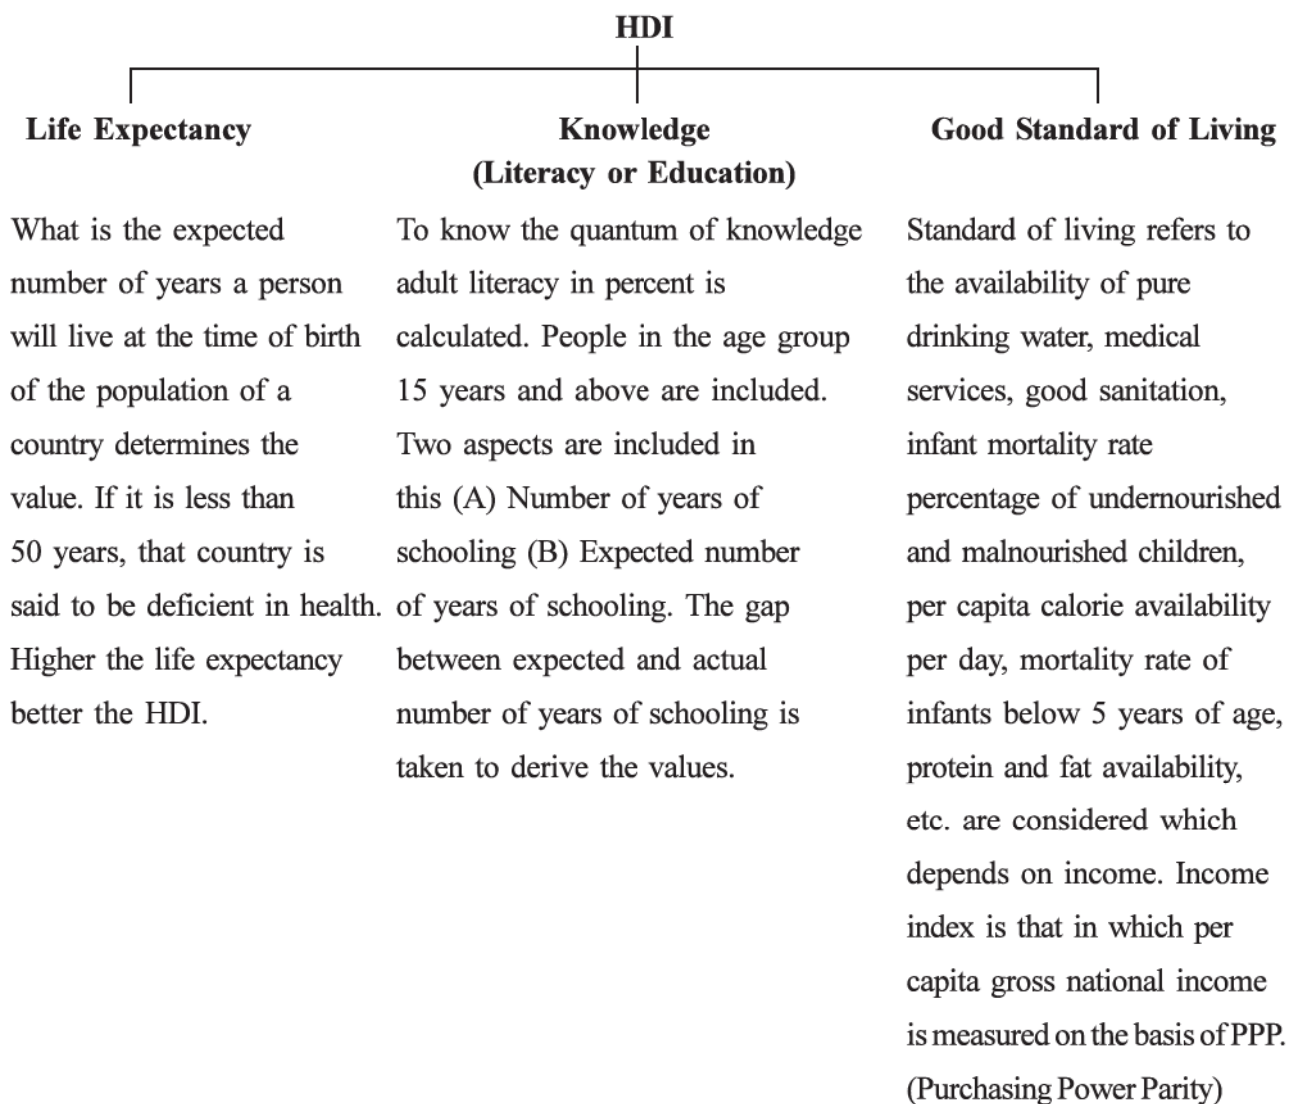 HDI
Life Expectancy
What is the expected
number of years a person
will live at the time of birth
of the population of a
country determines the
value. If it is less than
50 years, that country is
said to be deficient in health.
Higher the life expectancy
better the HDI.
Knowledge
(Literacy or Education)
To know the quantum of knowledge
adult literacy in percent is
calculated. People in the age group
15 years and above are included.
Two aspects are included in
this (A) Number of years of
schooling (B) Expected number
of years of schooling. The gap
between expected and actual
number of years of schooling is
taken to derive the values.
Good Standard of Living
Standard of living refers to
the availability of pure
drinking water, medical
services, good sanitation,
infant mortality rate
percentage of undernourished
and malnourished children,
per capita calorie availability
per day, mortality rate of
infants below 5 years of age,
protein and fat availability,
etc. are considered which
depends on income. Income
index is that in which per
capita gross national income
is measured on the basis of PPP.
(Purchasing Power Parity)